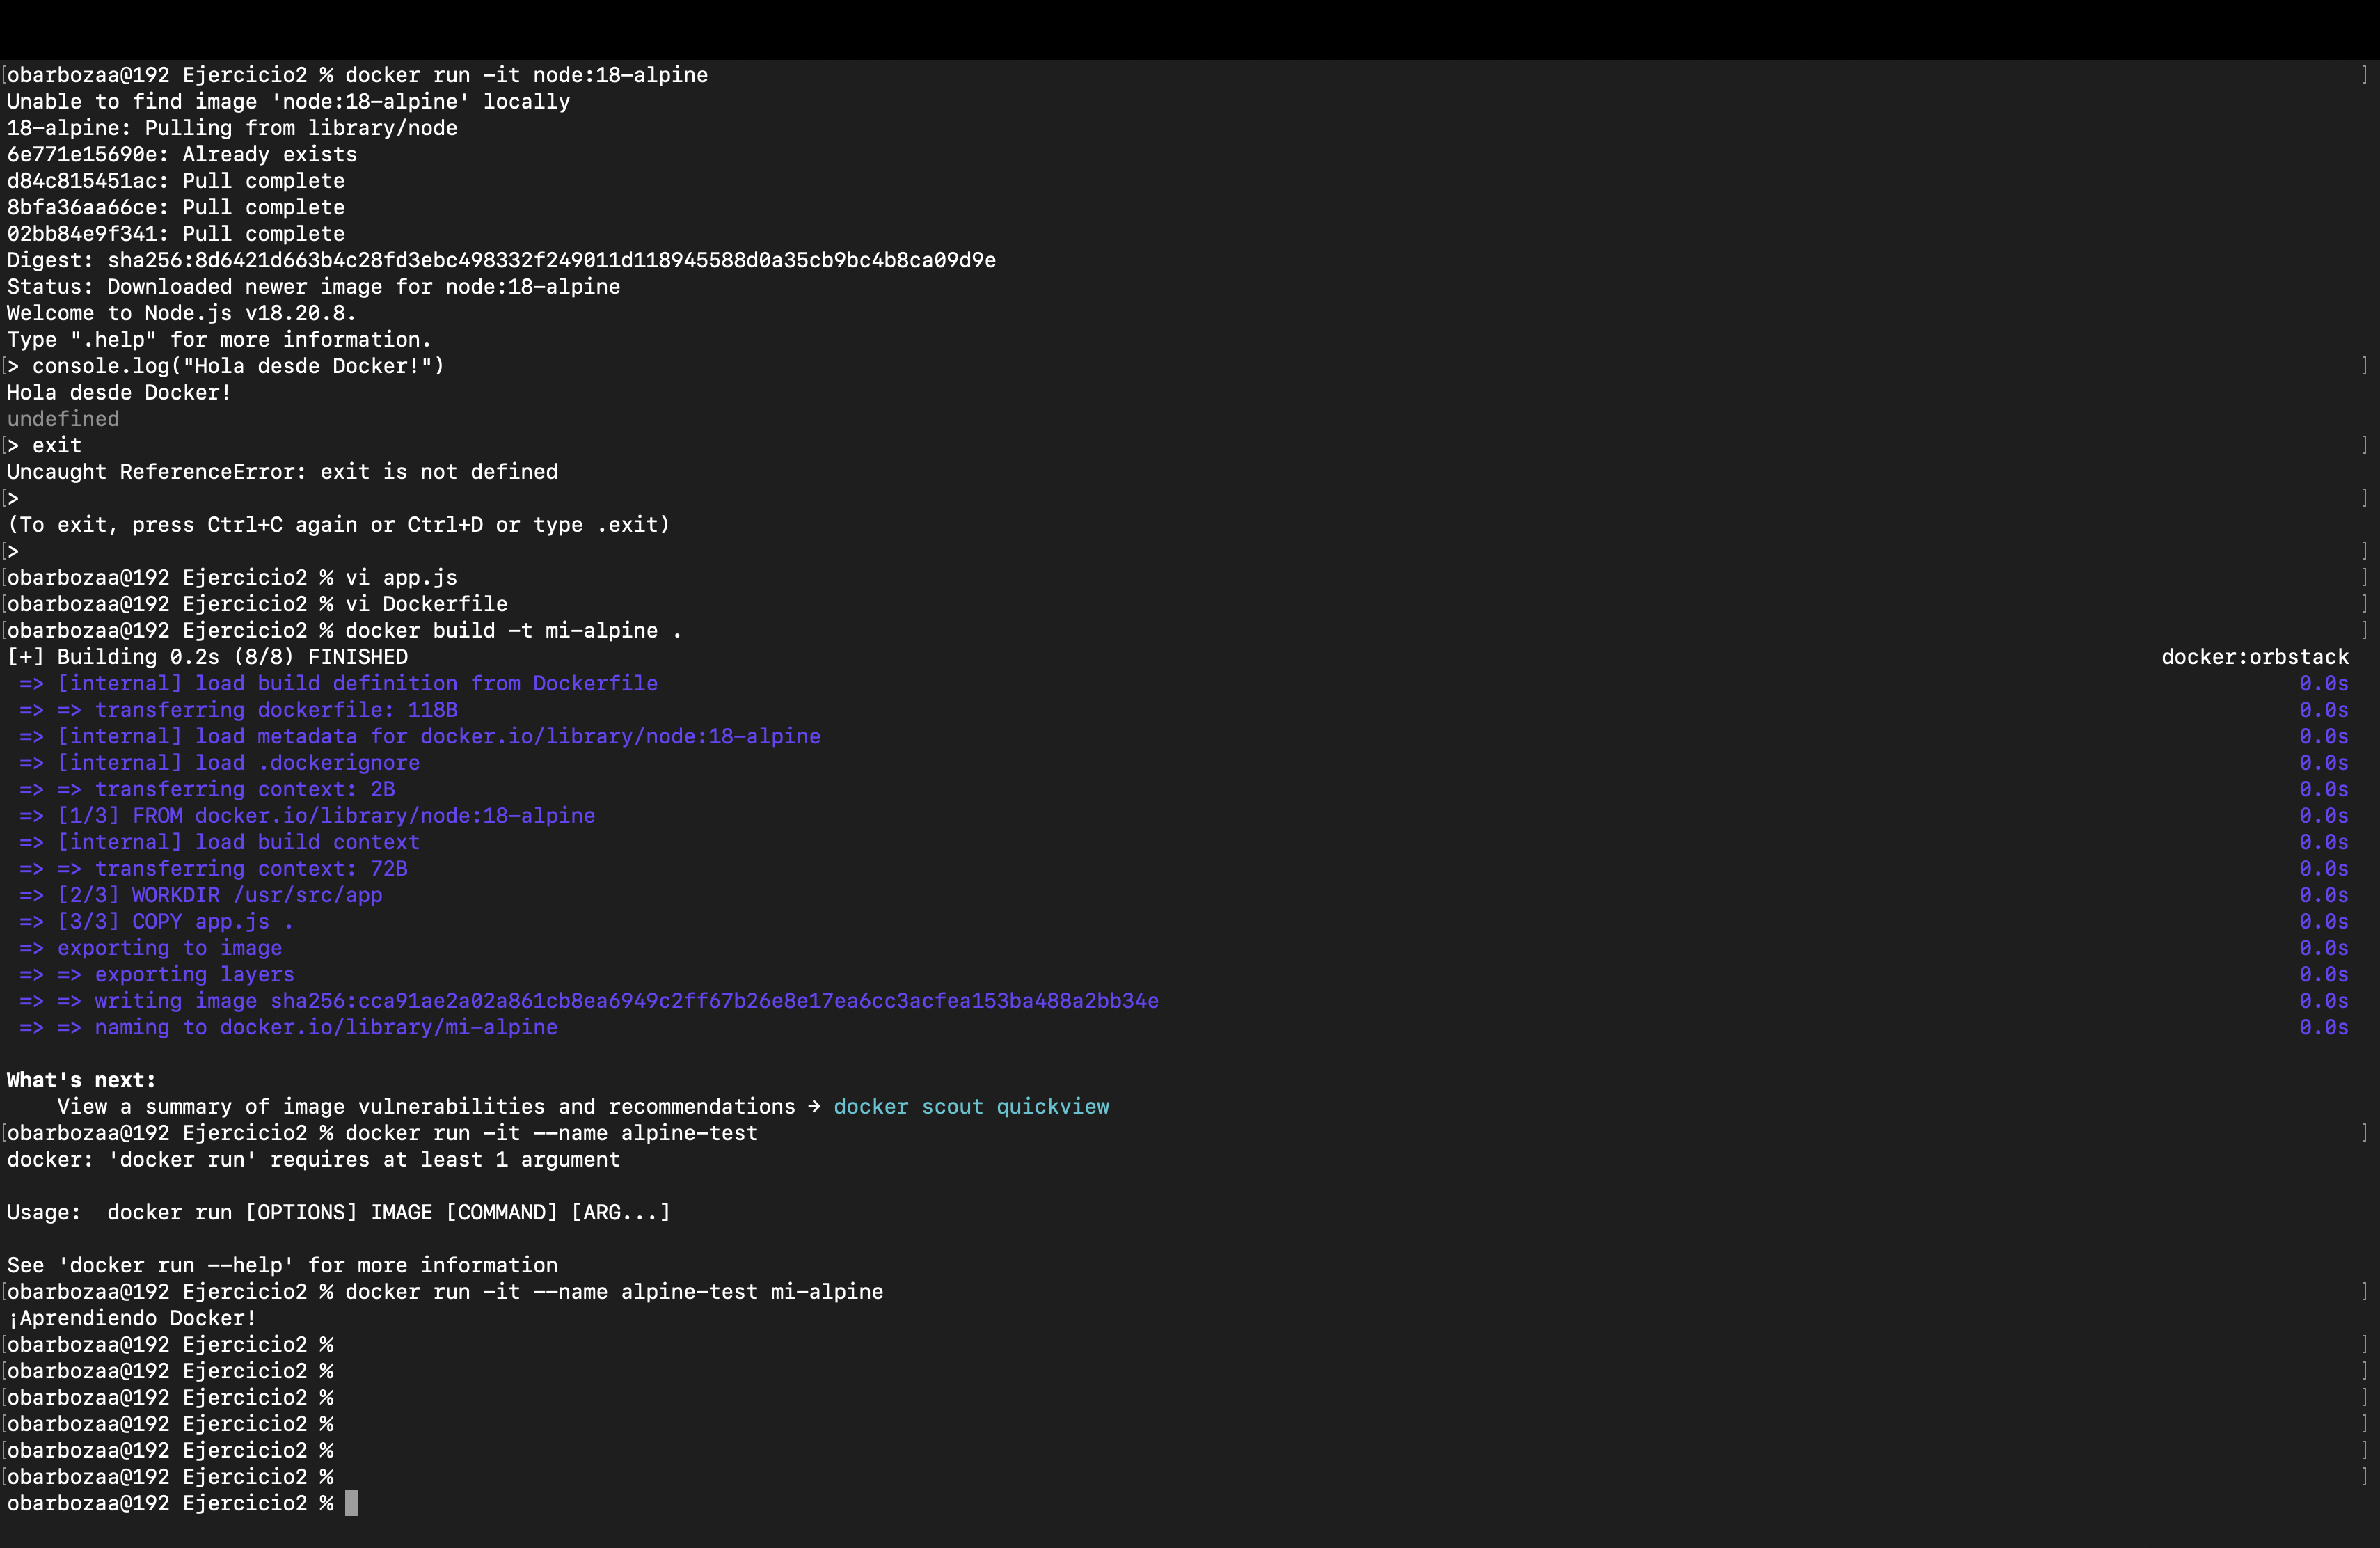 obarbozaa@192 Ejercicio2 % docker run -it node:18-alpine
Unable to find image 'node:18-alpine' locally
18-alpine: Pulling from library/node
6e771e15690e: Already exists
d84c815451ac: Pull complete
8bfa36aa66ce: Pull complete
02bb84e9f341: Pull complete
Digest: sha256:8d6421d663b4c28fd3ebc498332f249011d118945588d0a35cb9bc4b8ca09d9e
Status: Downloaded newer image for node:18-alpine
Welcome to Node.js v18.20.8.
Type ".help" for more information.
> console.log("Hola desde Docker!")
Hola desde Docker!
undefined
> exit
Uncaught ReferenceError: exit is not defined
>
(To exit, press Ctrl+C again or Ctrl+D or type .exit)
>
obarbozaa@192 Ejercicio2 % vi app.js
obarbozaa@192 Ejercicio2 % vi Dockerfile
obarbozaa@192 Ejercicio2 % docker build -t mi-alpine .
[+] Building 0.2s (8/8) FINISHED docker:orbstack
=> [internal] load build definition from Dockerfile 0.0s
=> => transferring dockerfile: 118B 0.0s
=> [internal] load metadata for docker.io/library/node:18-alpine 0.0s
=> [internal] load .dockerignore 0.0s
=> => transferring context: 2B 0.0s
=> [1/3] FROM docker.io/library/node:18-alpine 0.0s
=> [internal] load build context 0.0s
=> => transferring context: 72B 0.0s
=> [2/3] WORKDIR /usr/src/app 0.0s
=> [3/3] COPY app.js . 0.0s
=> exporting to image 0.0s
=> => exporting layers 0.0s
=> => writing image sha256:cca91ae2a02a861cb8ea6949c2ff67b26e8e17ea6cc3acfea153ba488a2bb34e 0.0s
=> => naming to docker.io/library/mi-alpine 0.0s
What's next:
View a summary of image vulnerabilities and recommendations → docker scout quickview
obarbozaa@192 Ejercicio2 % docker run -it --name alpine-test
docker: 'docker run' requires at least 1 argument
Usage:  docker run [OPTIONS] IMAGE [COMMAND] [ARG...]
See 'docker run --help' for more information
obarbozaa@192 Ejercicio2 % docker run -it --name alpine-test mi-alpine
¡Aprendiendo Docker!
obarbozaa@192 Ejercicio2 %
obarbozaa@192 Ejercicio2 %
obarbozaa@192 Ejercicio2 %
obarbozaa@192 Ejercicio2 %
obarbozaa@192 Ejercicio2 %
obarbozaa@192 Ejercicio2 %
obarbozaa@192 Ejercicio2 %